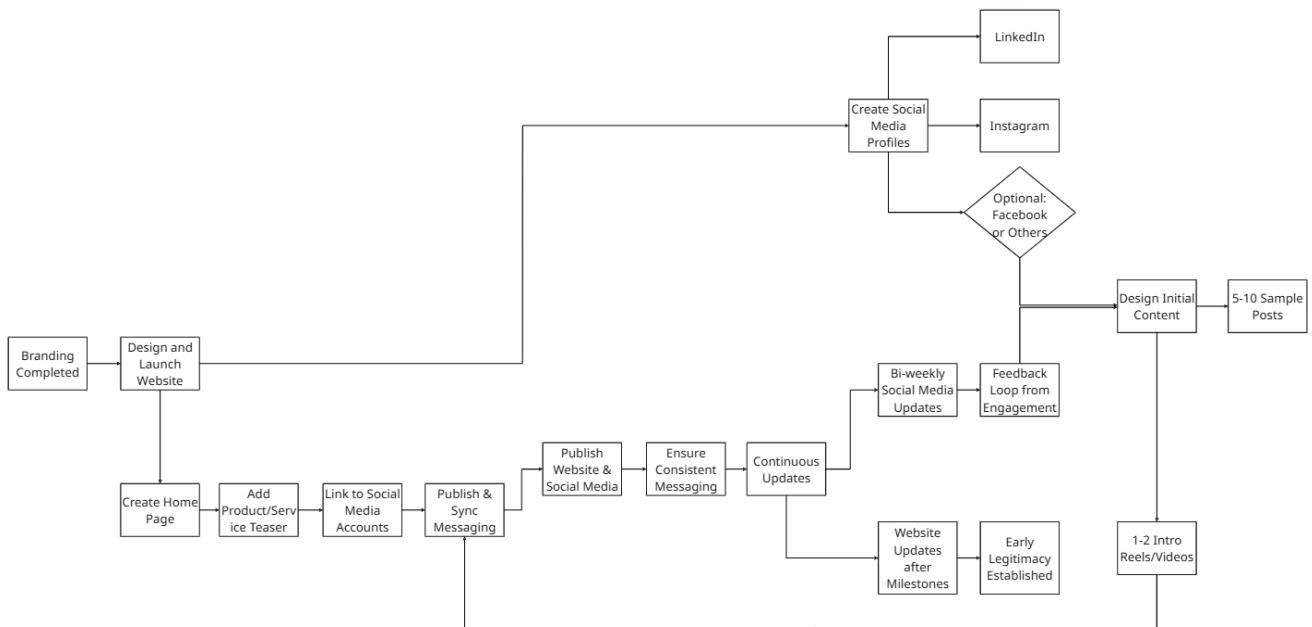 LinkedIn
Create Social
Media
Profiles
Instagram
Optional:
Facebook
or Others
Design Initial
Content
5-10 Sample
Posts
Branding
Completed
Design and
Launch
Website
Bi-weekly
Social Media
Updates
Feedback
Loop from
Engagement
Publish
Website &
Social Media
Ensure
Consistent
Messaging
Continuous
Updates
Create Home
Page
Add
Product/Serv
ice Teaser
Link to Social
Media
Accounts
Publish &
Sync
Messaging
Website
Updates
after
Milestones
Early
Legitimacy
Established
1-2 Intro
Reels/Videos